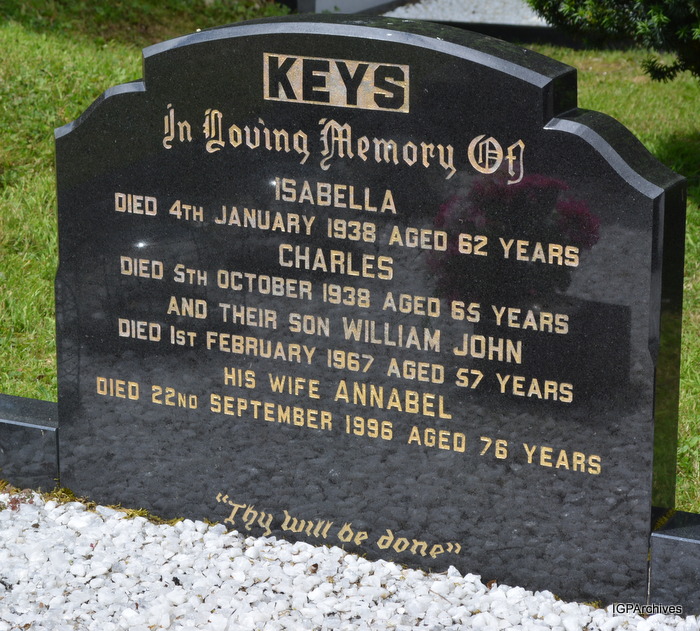 KEYS
In Loving Memory Of
ISABELLA
DIED 4TH JANUARY 1938 AGED 62 YEARS
CHARLES
DIED 5TH OCTOBER 1938 AGED 65 YEARS
AND THEIR SON WILLIAM JOHN
DIED 1ST FEBRUARY 1967 AGED 57 YEARS
HIS WIFE ANNABEL
DIED 22ND SEPTEMBER 1996 AGED 76 YEARS
"Thy will be done"
IGPArchives